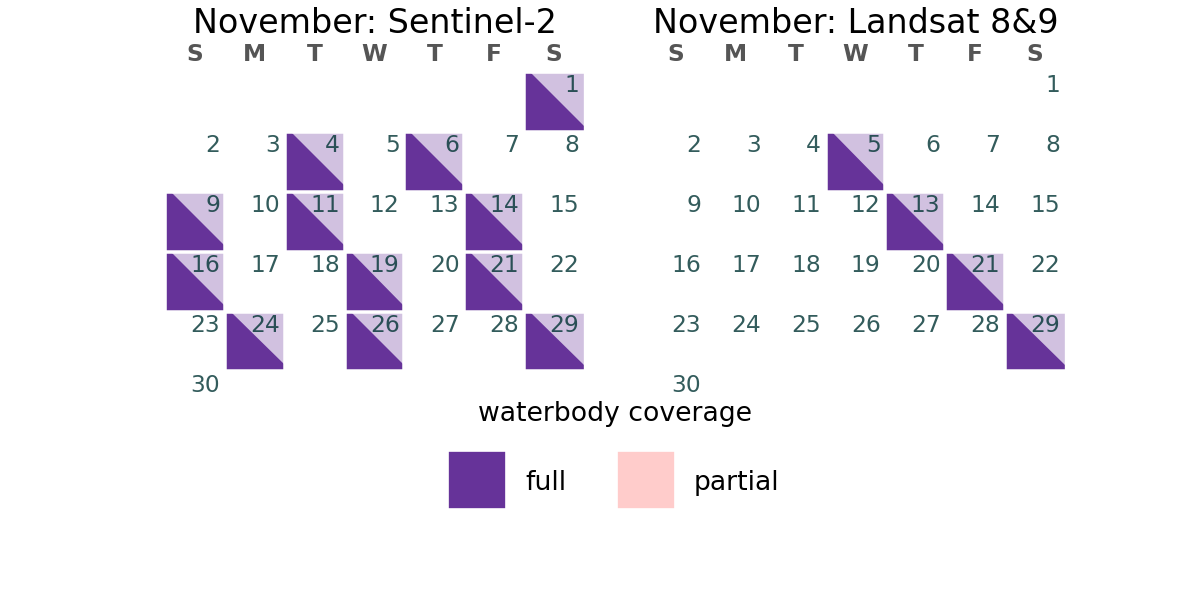 November: Sentinel-2
S M T W T F S
1
2 3 4 5 6 7 8
9 10 11 12 13 14 15
16 17 18 19 20 21 22
23 24 25 26 27 28 29
30
November: Landsat 8&9
S M T W T F S
1
2 3 4 5 6 7 8
9 10 11 12 13 14 15
16 17 18 19 20 21 22
23 24 25 26 27 28 29
30
waterbody coverage
full partial